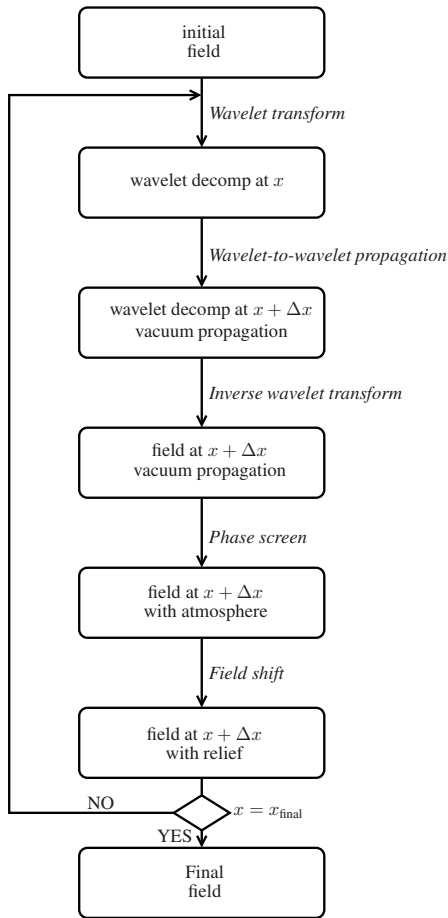 initial
field
Wavelet transform
wavelet decomp at x
Wavelet-to-wavelet propagation
wavelet decomp at x + Δx
vacuum propagation
Inverse wavelet transform
field at x + Δx
vacuum propagation
Phase screen
field at x + Δx
with atmosphere
Field shift
field at x + Δx
with relief
NO
x = x_final
YES
Final
field